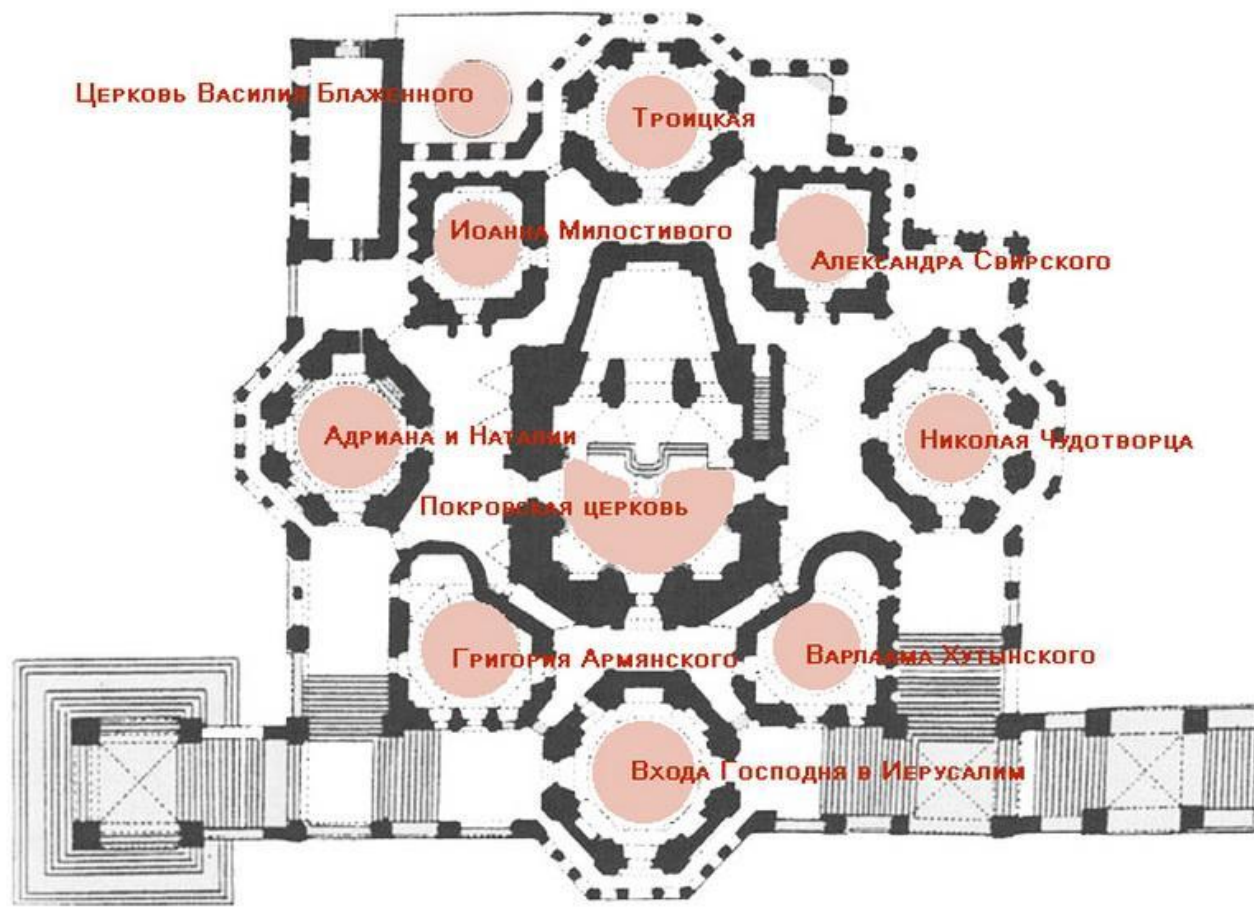 Церковь Василия Блаженного
Троицкая
Иоанна Милостивого
Александра Свирского
Адриана и Наталии
Николая Чудотворца
Покровская церковь
Григория Армянского
Варлаама Хутынского
Входа Господня в Иерусалим